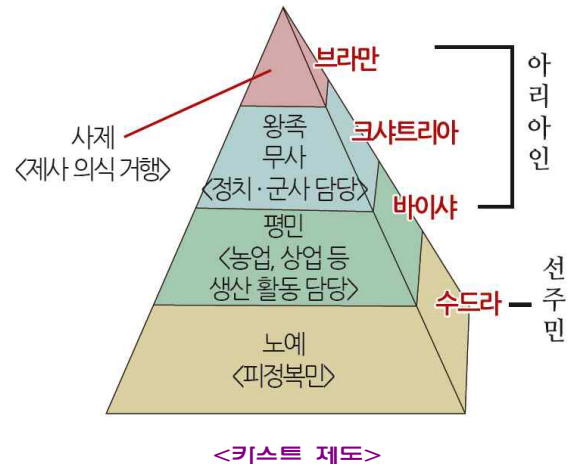 브라만
아리아인
사제
<제사 의식 거행>
왕족
무사
<정치·군사 담당>
크샤트리아
바이샤
평민
<농업, 상업 등
생산 활동 담당>
수드라
선주민
노예
<피정복민>
<카스트 제도>